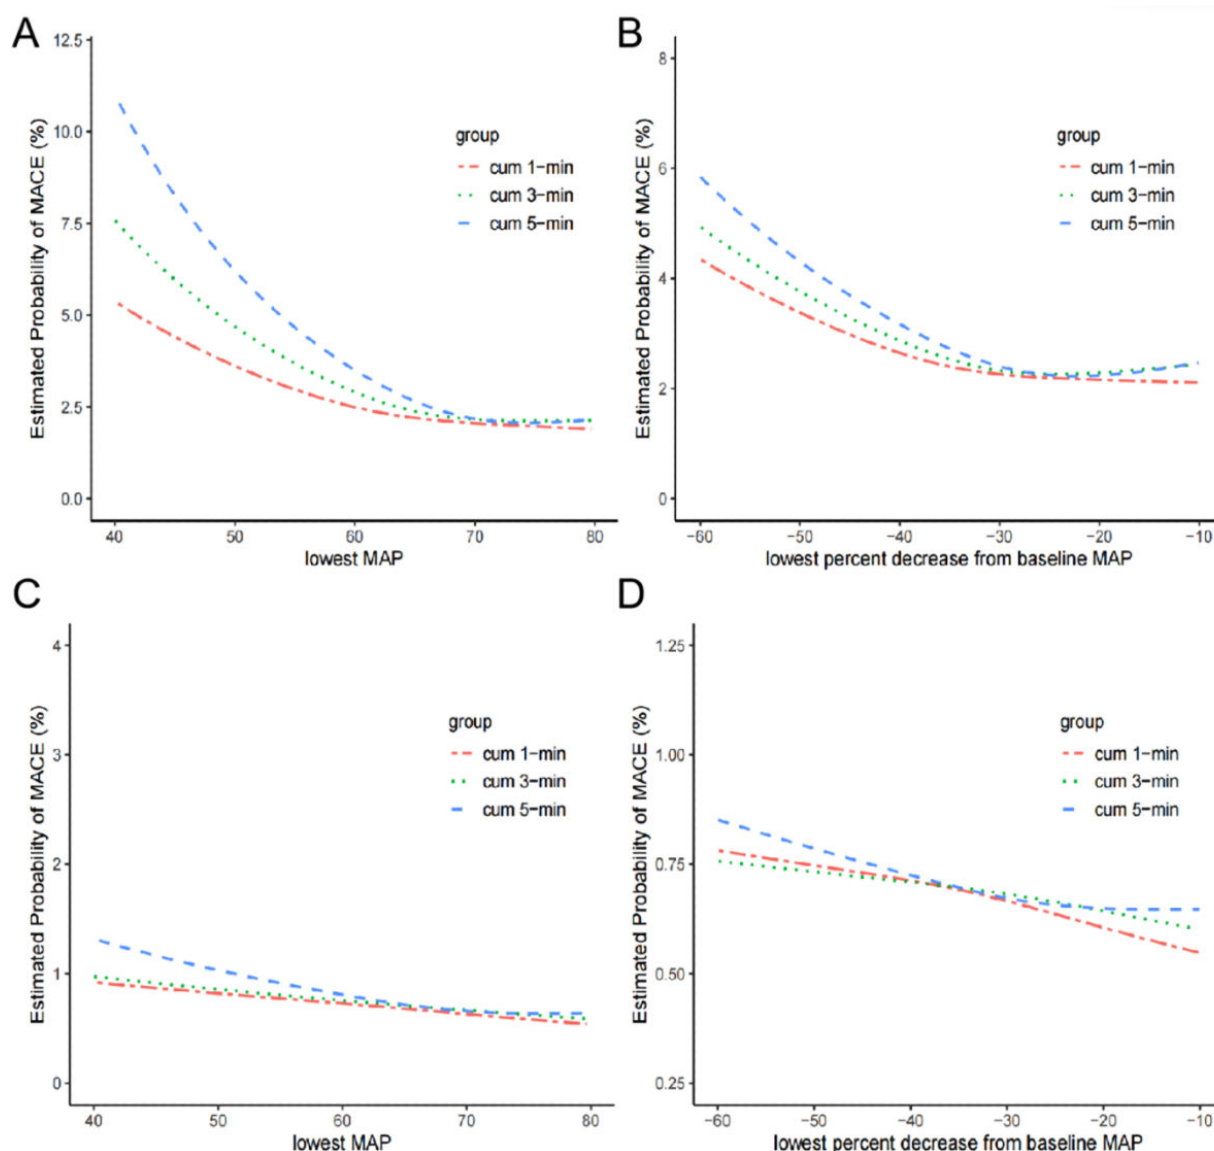 A
Estimated Probability of MACE (%)
12.5
10.0
7.5
5.0
2.5
0.0
group
cum 1-min
cum 3-min
cum 5-min
40 50 60 70 80
lowest MAP
B
Estimated Probability of MACE (%)
8
6
4
2
0
group
cum 1-min
cum 3-min
cum 5-min
-60 -50 -40 -30 -20 -10
lowest percent decrease from baseline MAP
C
Estimated Probability of MACE (%)
4
3
2
1
0
group
cum 1-min
cum 3-min
cum 5-min
40 50 60 70 80
lowest MAP
D
Estimated Probability of MACE (%)
1.25
1.00
0.75
0.50
0.25
group
cum 1-min
cum 3-min
cum 5-min
-60 -50 -40 -30 -20 -10
lowest percent decrease from baseline MAP